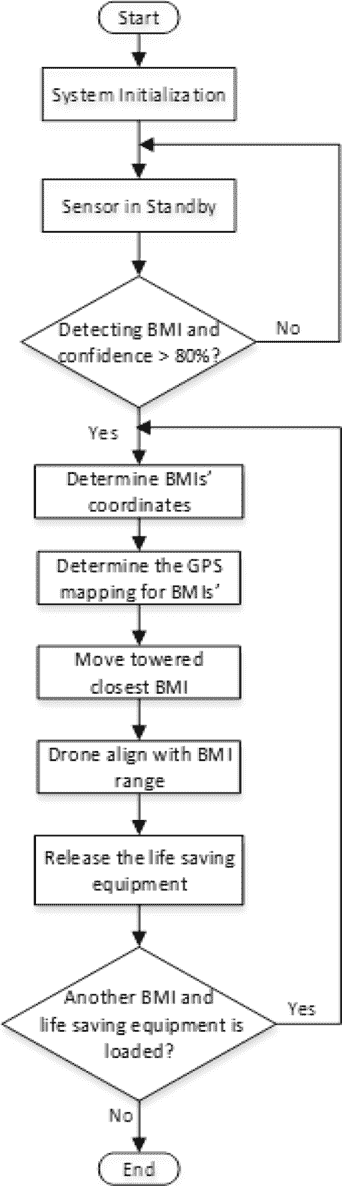 Start
System Initialization
Sensor in Standby
Detecting BMI and
confidence > 80%?
No
Yes
Determine BMIs'
coordinates
Determine the GPS
mapping for BMIs'
Move towered
closest BMI
Drone align with BMI
range
Release the life saving
equipment
Another BMI and
life saving equipment is
loaded?
Yes
No
End